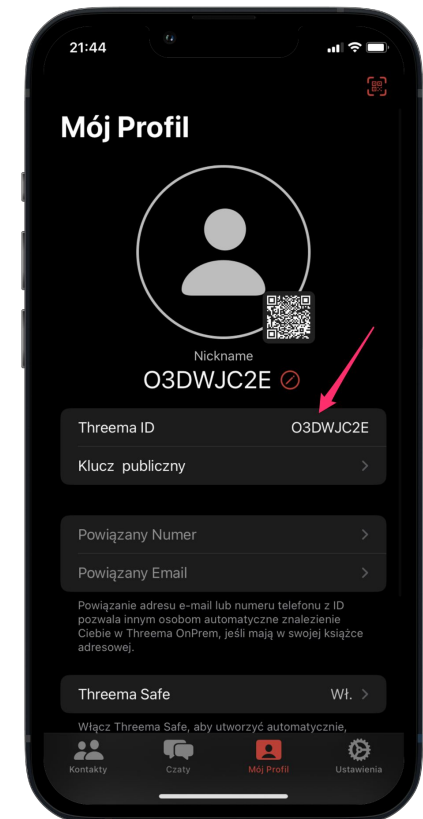 21:44
Mój Profil
Nickname
O3DWJC2E
Threema ID O3DWJC2E
Klucz publiczny
Powiązany Numer
Powiązany Email
Powiązanie adresu e-mail lub numeru telefonu z ID
pozwala innym osobom automatyczne znalezienie
Ciebie w Threema OnPrem, jeśli mają w swojej książce
adresowej.
Threema Safe Wł.
Włącz Threema Safe, aby utworzyć automatycznie,
Kontakty Czaty Mój Profil Ustawienia